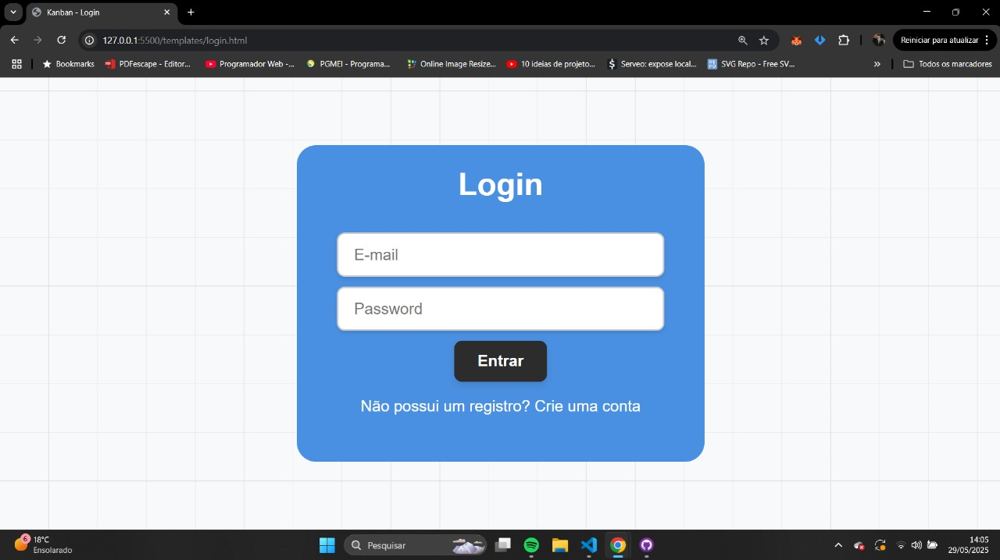 Kanban - Login
127.0.0.1:5500/templates/login.html
Reiniciar para atualizar
Bookmarks
PDFescape - Editor...
Programador Web -...
PGMEI - Programa...
Online Image Resize...
10 ideias de projeto...
Serveo: expose local...
SVG Repo - Free SV...
Todos os marcadores
Login
E-mail
Password
Entrar
Não possui um registro? Crie uma conta
6
18°C
Ensolarado
Pesquisar
14:05
29/05/2025